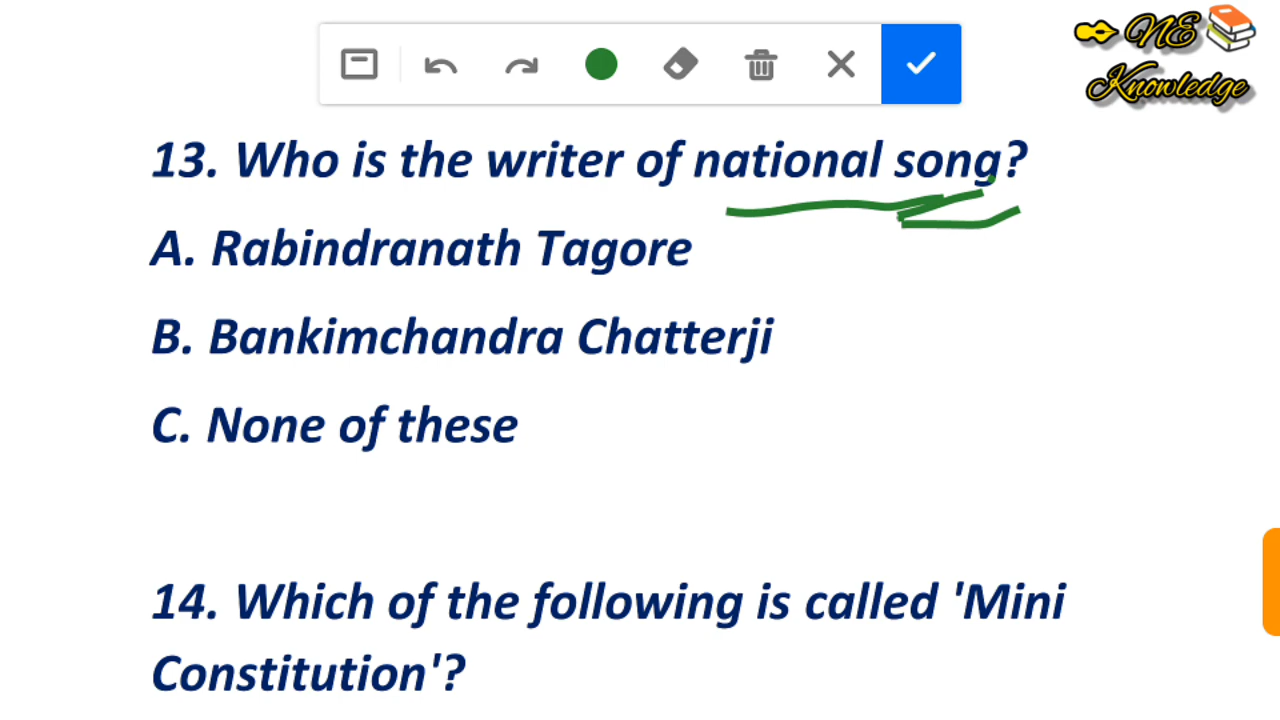 NE
Knowledge
13. Who is the writer of national song?
A. Rabindranath Tagore
B. Bankimchandra Chatterji
C. None of these
14. Which of the following is called 'Mini
Constitution'?